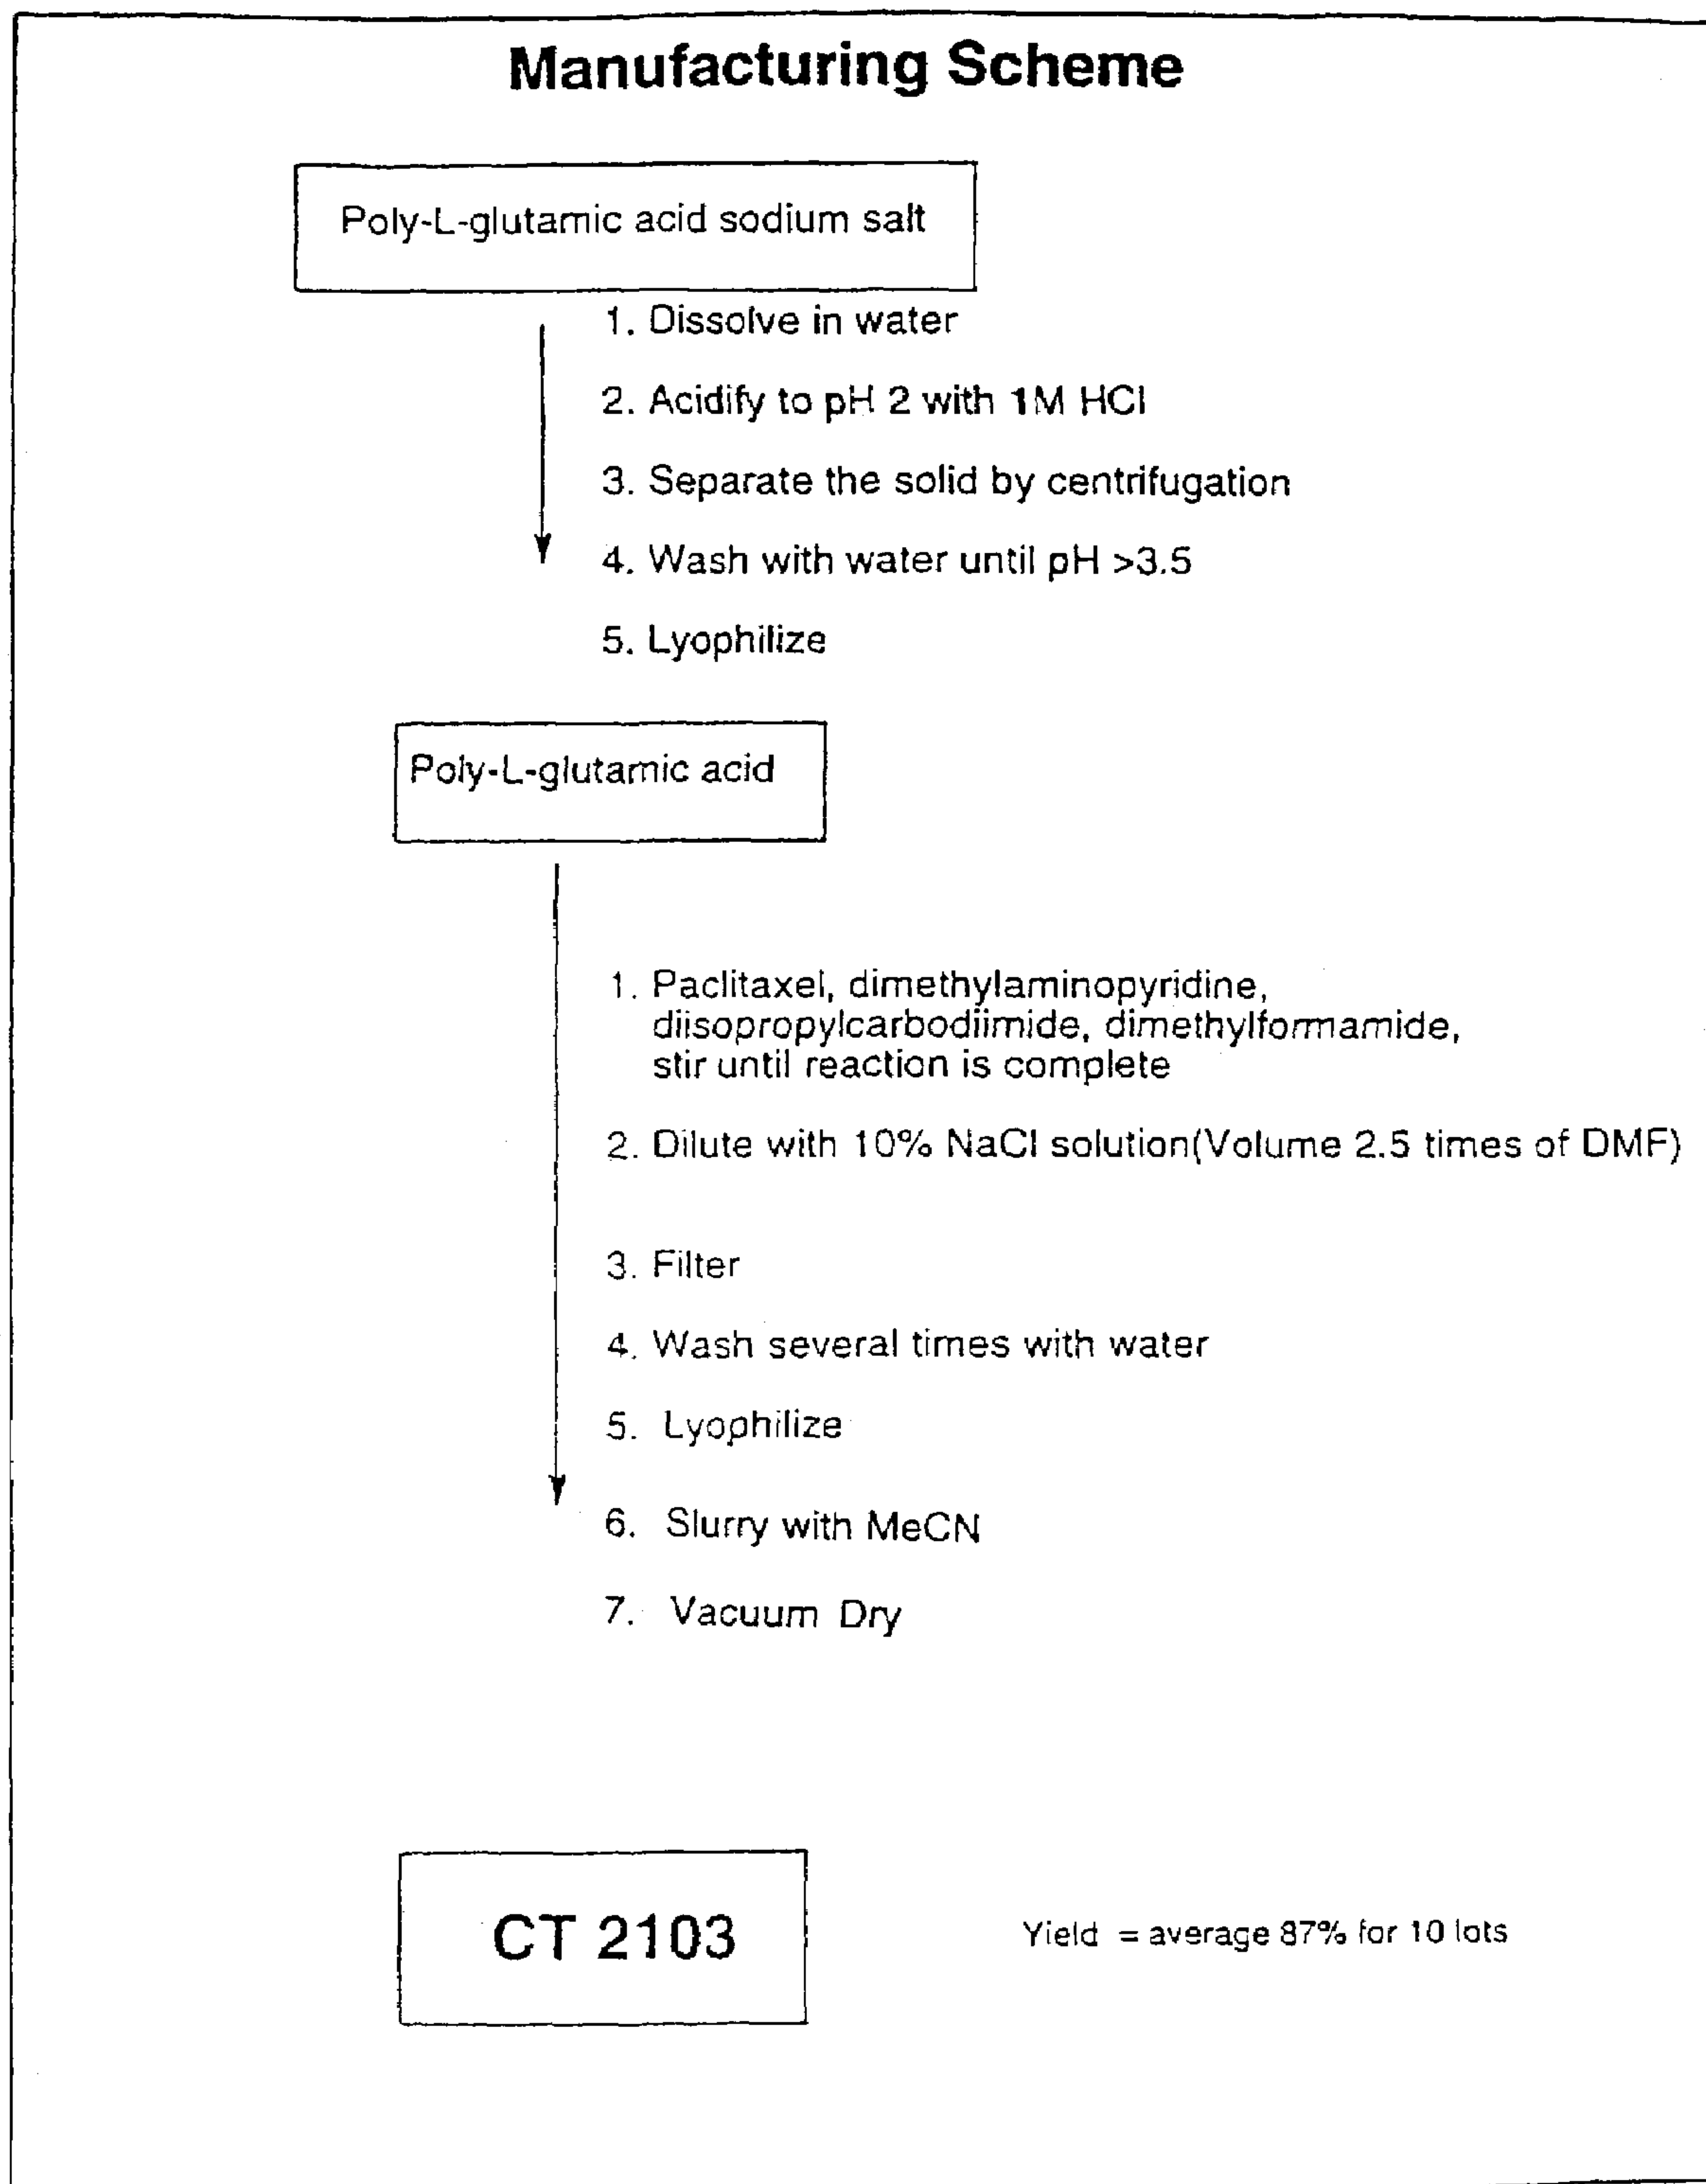 Manufacturing Scheme
Poly-L-glutamic acid sodium salt
1. Dissolve in water
2. Acidify to pH 2 with 1M HCl
3. Separate the solid by centrifugation
4. Wash with water until pH >3.5
5. Lyophilize
Poly-L-glutamic acid
1. Paclitaxel, dimethylaminopyridine,
diisopropylcarbodiimide, dimethylformamide,
stir until reaction is complete
2. Dilute with 10% NaCl solution(Volume 2.5 times of DMF)
3. Filter
4. Wash several times with water
5. Lyophilize
6. Slurry with MeCN
7. Vacuum Dry
CT 2103
Yield = average 87% for 10 lots